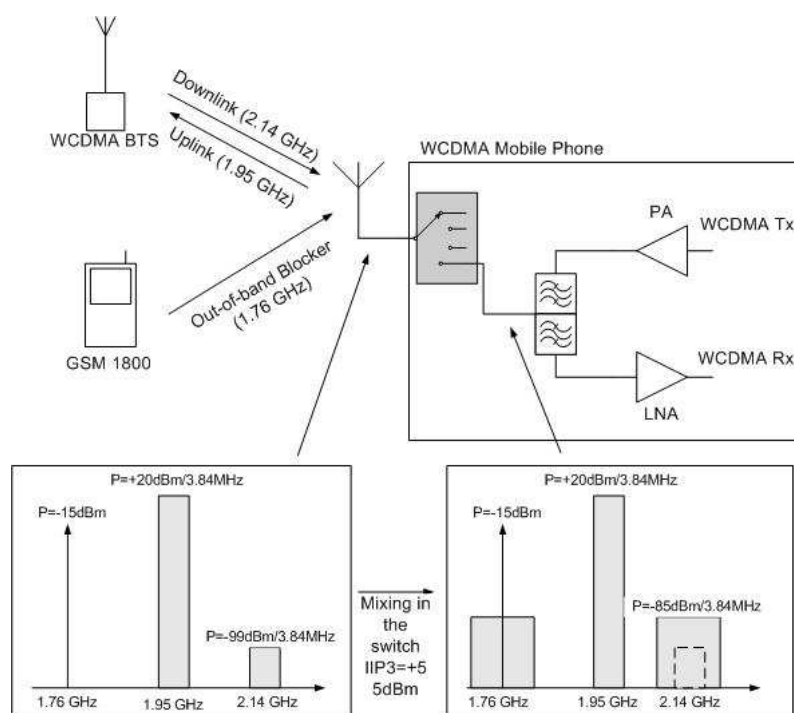 Downlink (2.14 GHz)
Uplink (1.95 GHz)
WCDMA BTS
WCDMA Mobile Phone
PA
WCDMA Tx
Out-of-band Blocker
(1.76 GHz)
GSM 1800
WCDMA Rx
LNA
P=+20dBm/3.84MHz
P=-15dBm
P=-99dBm/3.84MHz
1.76 GHz
1.95 GHz
2.14 GHz
Mixing in
the
switch
IIP3=+5
5dBm
P=+20dBm/3.84MHz
P=-15dBm
P=-85dBm/3.84MHz
1.76 GHz
1.95 GHz
2.14 GHz